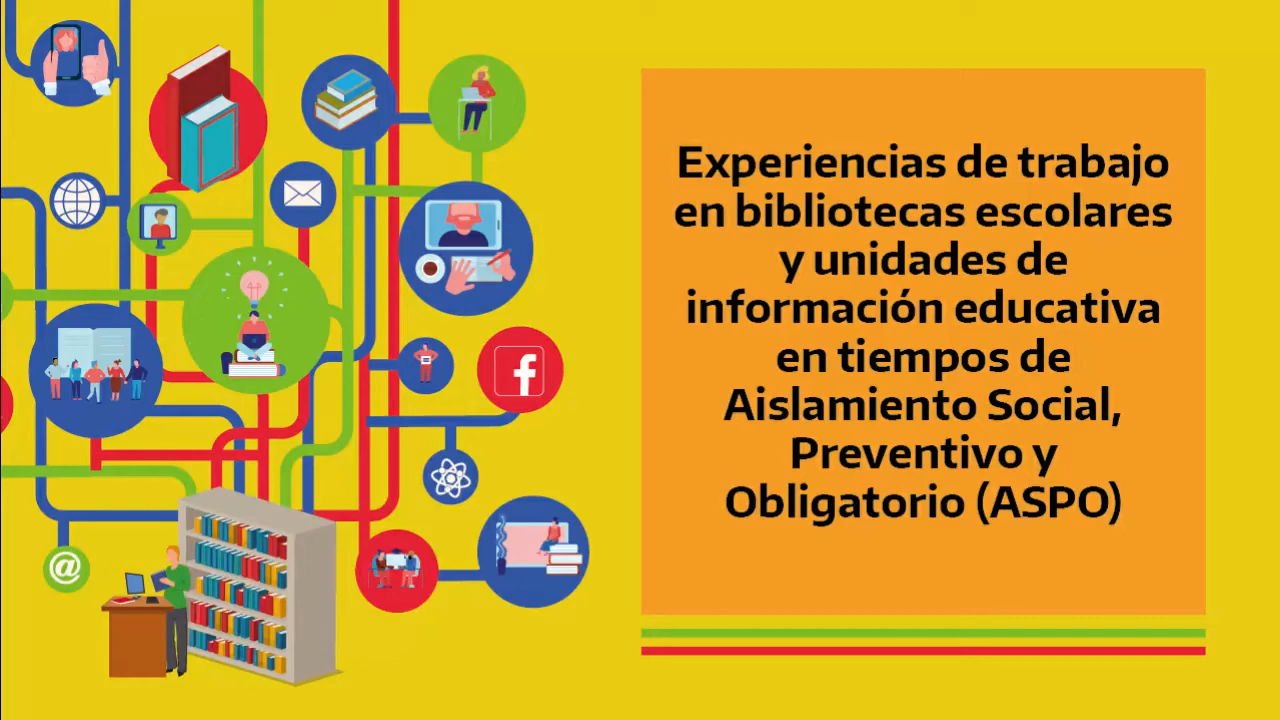 Experiencias de trabajo
en bibliotecas escolares
y unidades de
información educativa
en tiempos de
Aislamiento Social,
Preventivo y
Obligatorio (ASPO)
f
@